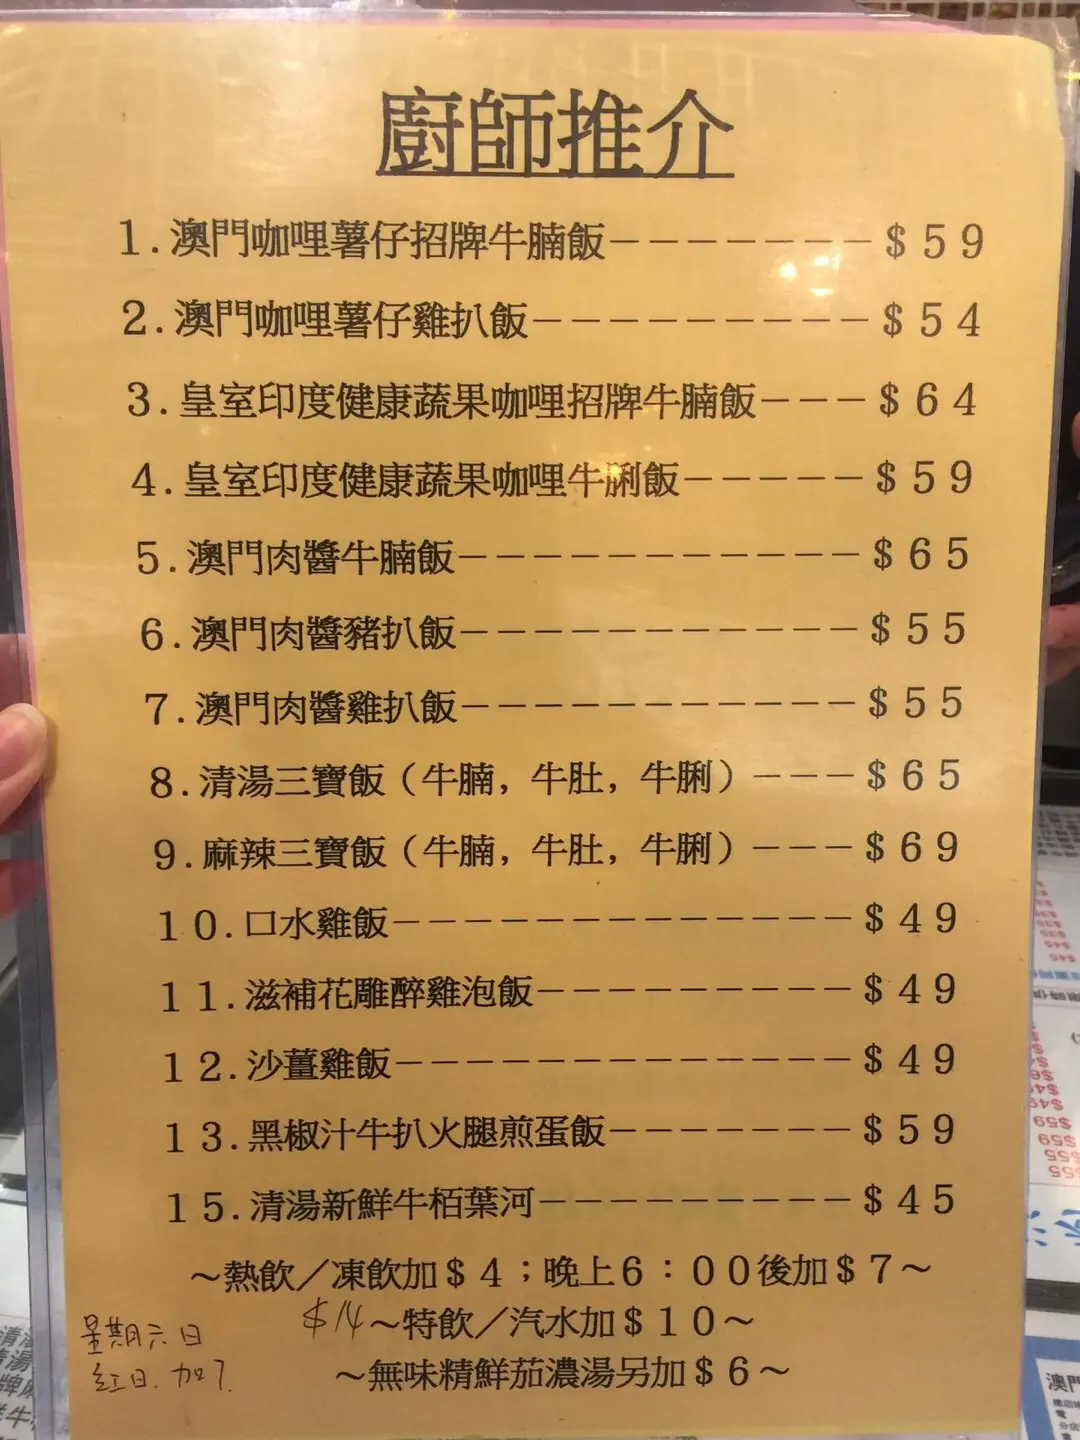 廚師推介
1.澳門咖哩薯仔招牌牛腩飯－－－－－－－$59
2.澳門咖哩薯仔雞扒飯－－－－－－－－－$54
3.皇室印度健康蔬果咖哩招牌牛腩飯－－－$64
4.皇室印度健康蔬果咖哩牛脷飯－－－－－$59
5.澳門肉醬牛腩飯－－－－－－－－－－－$65
6.澳門肉醬豬扒飯－－－－－－－－－－－$55
7.澳門肉醬雞扒飯－－－－－－－－－－－$55
8.清湯三寶飯（牛腩，牛肚，牛脷）－－－$65
9.麻辣三寶飯（牛腩，牛肚，牛脷）－－－$69
10.口水雞飯－－－－－－－－－－－－－$49
11.滋補花雕醉雞泡飯－－－－－－－－－$49
12.沙薑雞飯－－－－－－－－－－－－－$49
13.黑椒汁牛扒火腿煎蛋飯－－－－－－－$59
15.清湯新鮮牛栢葉河－－－－－－－－－$45
～熱飲／凍飲加$4；晚上6：00後加$7～
$14～特飲／汽水加$10～
～無味精鮮茄濃湯另加$6～
星期六日
紅日.加7.